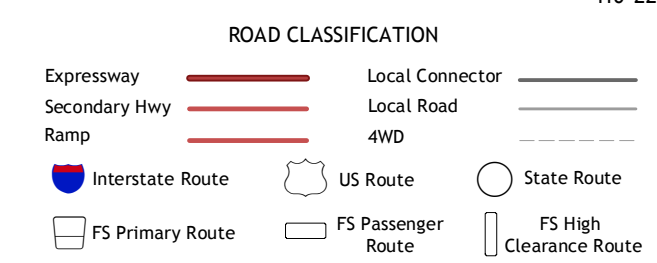 ROAD CLASSIFICATION
Expressway
Local Connector
Secondary Hwy
Local Road
Ramp
4WD
Interstate Route
US Route
State Route
FS Primary Route
FS Passenger
Route
FS High
Clearance Route